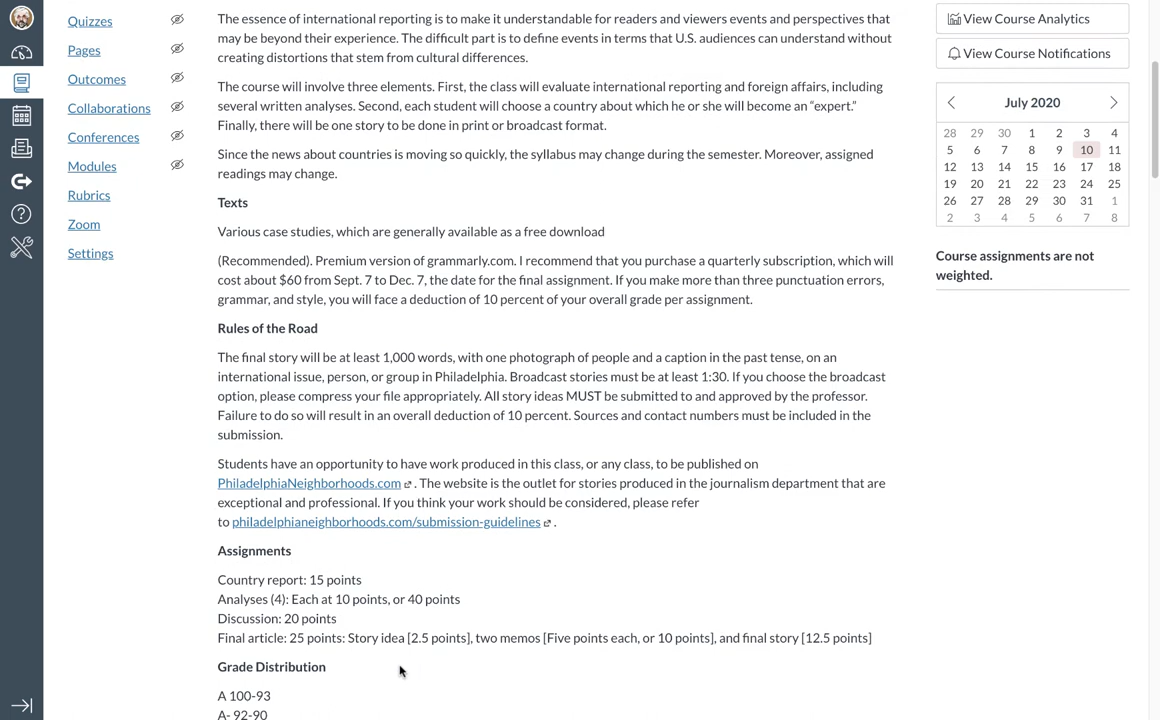 Quizzes
Pages
Outcomes
Collaborations
Conferences
Modules
Rubrics
Zoom
Settings
The essence of international reporting is to make it understandable for readers and viewers events and perspectives that
may be beyond their experience. The difficult part is to define events in terms that U.S. audiences can understand without
creating distortions that stem from cultural differences.
The course will involve three elements. First, the class will evaluate international reporting and foreign affairs, including
several written analyses. Second, each student will choose a country about which he or she will become an “expert.”
Finally, there will be one story to be done in print or broadcast format.
Since the news about countries is moving so quickly, the syllabus may change during the semester. Moreover, assigned
readings may change.
Texts
Various case studies, which are generally available as a free download
(Recommended). Premium version of grammarly.com. I recommend that you purchase a quarterly subscription, which will
cost about $60 from Sept. 7 to Dec. 7, the date for the final assignment. If you make more than three punctuation errors,
grammar, and style, you will face a deduction of 10 percent of your overall grade per assignment.
Rules of the Road
The final story will be at least 1,000 words, with one photograph of people and a caption in the past tense, on an
international issue, person, or group in Philadelphia. Broadcast stories must be at least 1:30. If you choose the broadcast
option, please compress your file appropriately. All story ideas MUST be submitted to and approved by the professor.
Failure to do so will result in an overall deduction of 10 percent. Sources and contact numbers must be included in the
submission.
Students have an opportunity to have work produced in this class, or any class, to be published on
PhiladelphiaNeighborhoods.com . The website is the outlet for stories produced in the journalism department that are
exceptional and professional. If you think your work should be considered, please refer
to philadelphianeighborhoods.com/submission-guidelines .
Assignments
Country report: 15 points
Analyses (4): Each at 10 points, or 40 points
Discussion: 20 points
Final article: 25 points: Story idea [2.5 points], two memos [Five points each, or 10 points], and final story [12.5 points]
Grade Distribution
A 100-93
A- 92-90
View Course Analytics
View Course Notifications
July 2020
28 29 30 1 2 3 4
5 6 7 8 9 10 11
12 13 14 15 16 17 18
19 20 21 22 23 24 25
26 27 28 29 30 31 1
2 3 4 5 6 7 8
Course assignments are not
weighted.